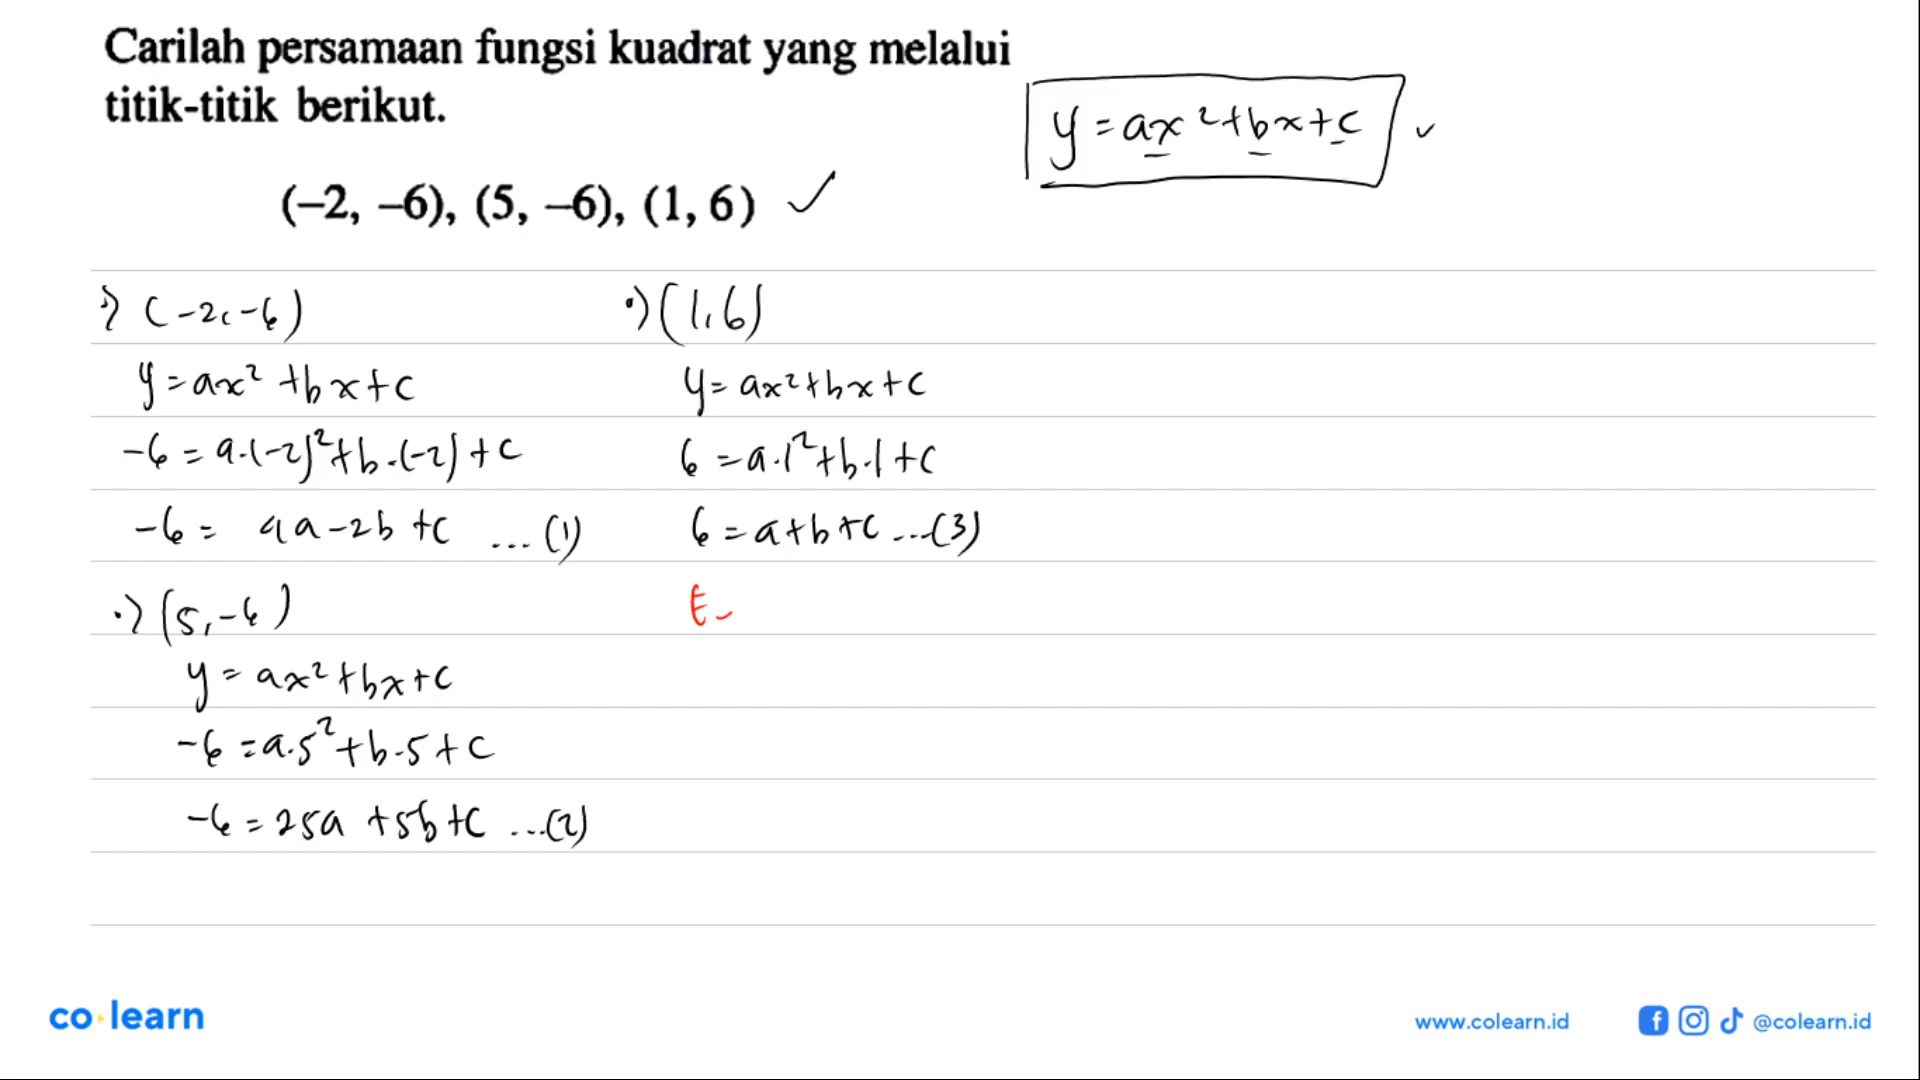 Carilah persamaan fungsi kuadrat yang melalui
titik-titik berikut.
y = ax²+bx+c ✓
(–2, –6), (5, –6), (1, 6) ✓
•) (-2, -6)
y = ax² + bx + c
-6 = a.(-2)² + b.(-2) + c
-6 = 4a - 2b + c ...(1)
•) (5, -6)
y = ax² + bx + c
-6 = a.5² + b.5 + c
-6 = 25a + 5b + c ...(2)
•) (1, 6)
y = ax² + bx + c
6 = a.1² + b.1 + c
6 = a + b + c ...(3)
co learn
www.colearn.id
@colearn.id